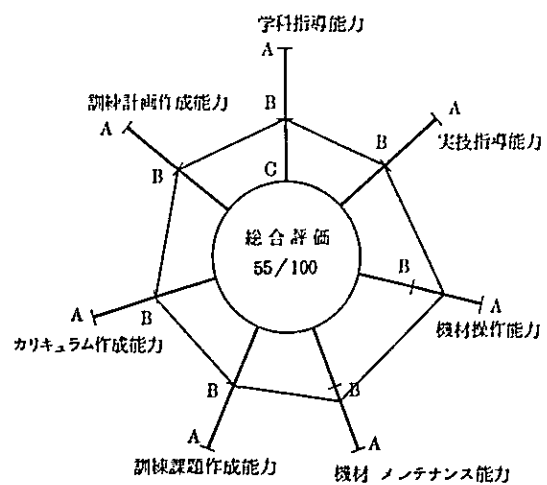 学科指導能力
A
B
C
訓練計画作成能力
A
B
A
B
実技指導能力
総合評価
55/100
B
A
機材操作能力
A
B
カリキュラム作成能力
B
A
訓練課題作成能力
B
A
機材 メンテナンス能力